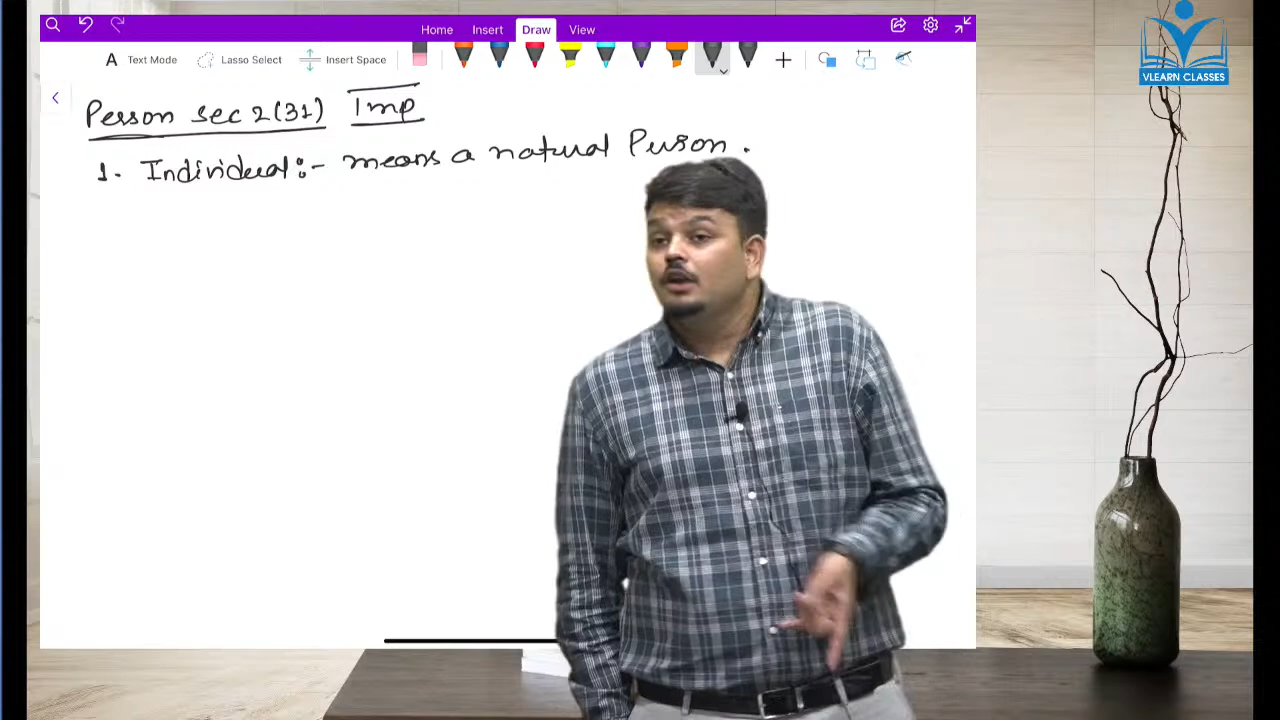 Home Insert Draw View
VLEARN CLASSES
A Text Mode Lasso Select Insert Space
Person sec 2(31) Imp
1. Individual:- means a natural Person.